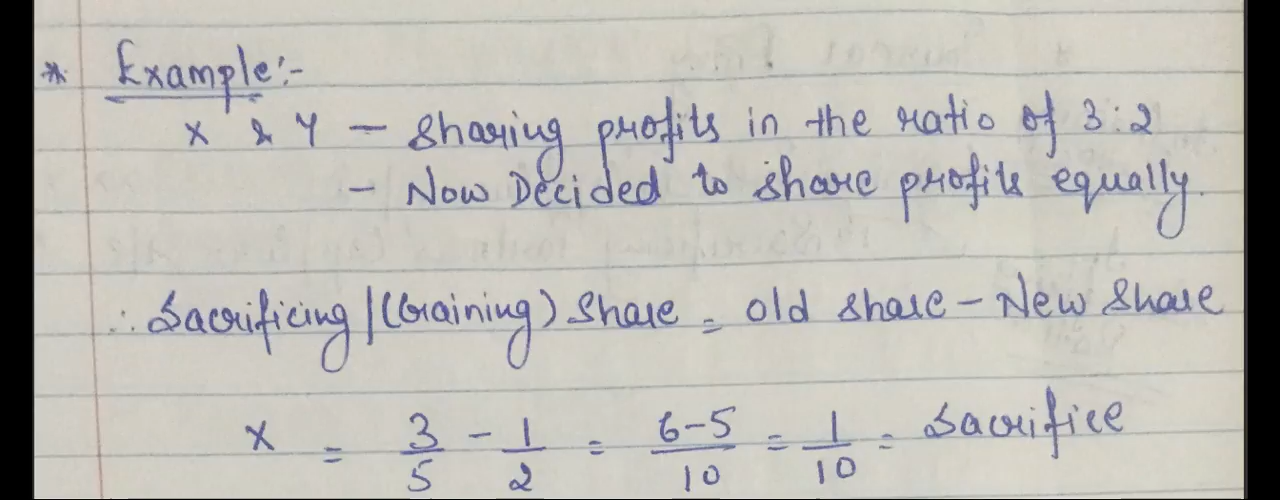 * Example :-
X & Y - Sharing profits in the ratio of 3:2
- Now Decided to share profits equally.
∴ Sacrificing/(Gaining) Share = Old Share - New Share
X = 3/5 - 1/2 = 6-5/10 = 1/10 = Sacrifice